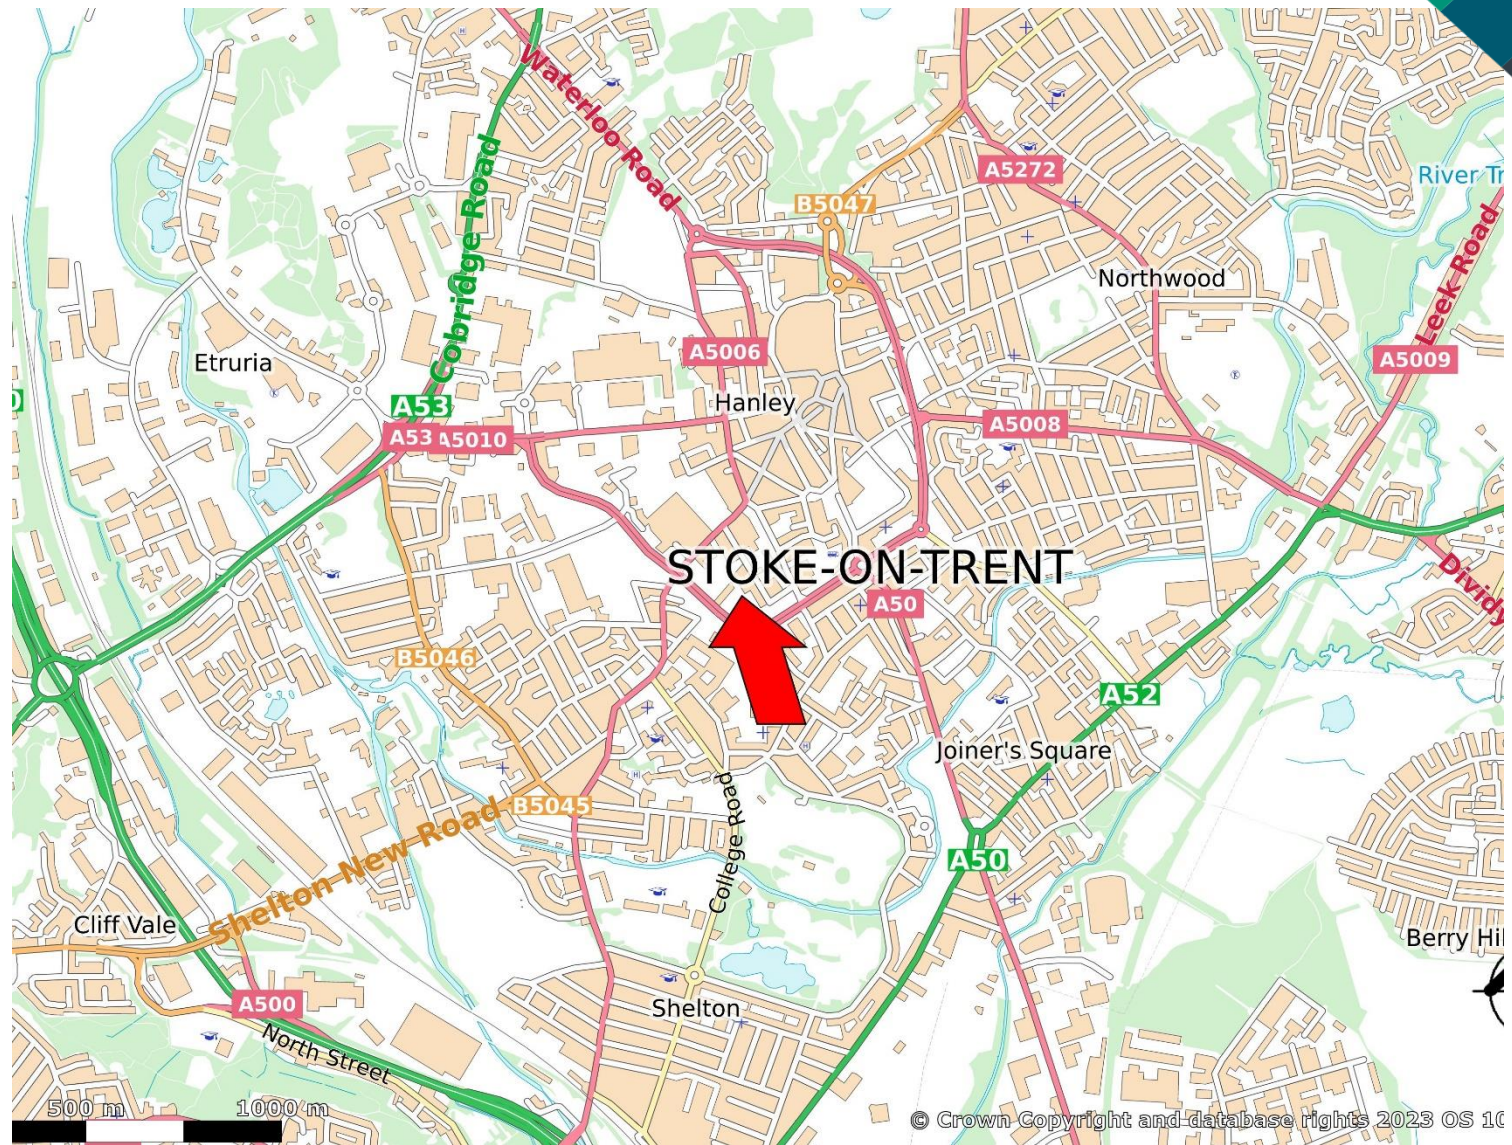 Waterloo Road
Cobridge Road
A5272
B5047
River Tr
Leek Road
Northwood
Etruria
A5006
A5009
Hanley
A53
A53
A5010
A5008
0
STOKE-ON-TRENT
A50
Dividy
B5046
A52
Joiner's Square
B5045
Shelton New Road
College Road
A50
Cliff Vale
Berry Hil
A500
Shelton
North Street
500 m
1000 m
© Crown Copyright and database rights 2023 OS 10